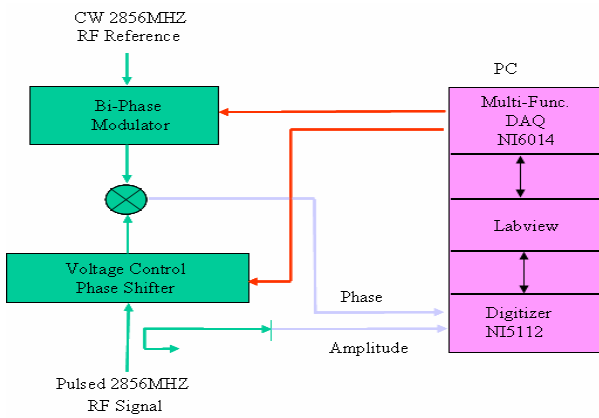 CW 2856MHZ
RF Reference
PC
Bi-Phase
Modulator
Multi-Func.
DAQ
NI6014
Labview
Voltage Control
Phase Shifter
Phase
Digitizer
NI5112
Amplitude
Pulsed 2856MHZ
RF Signal